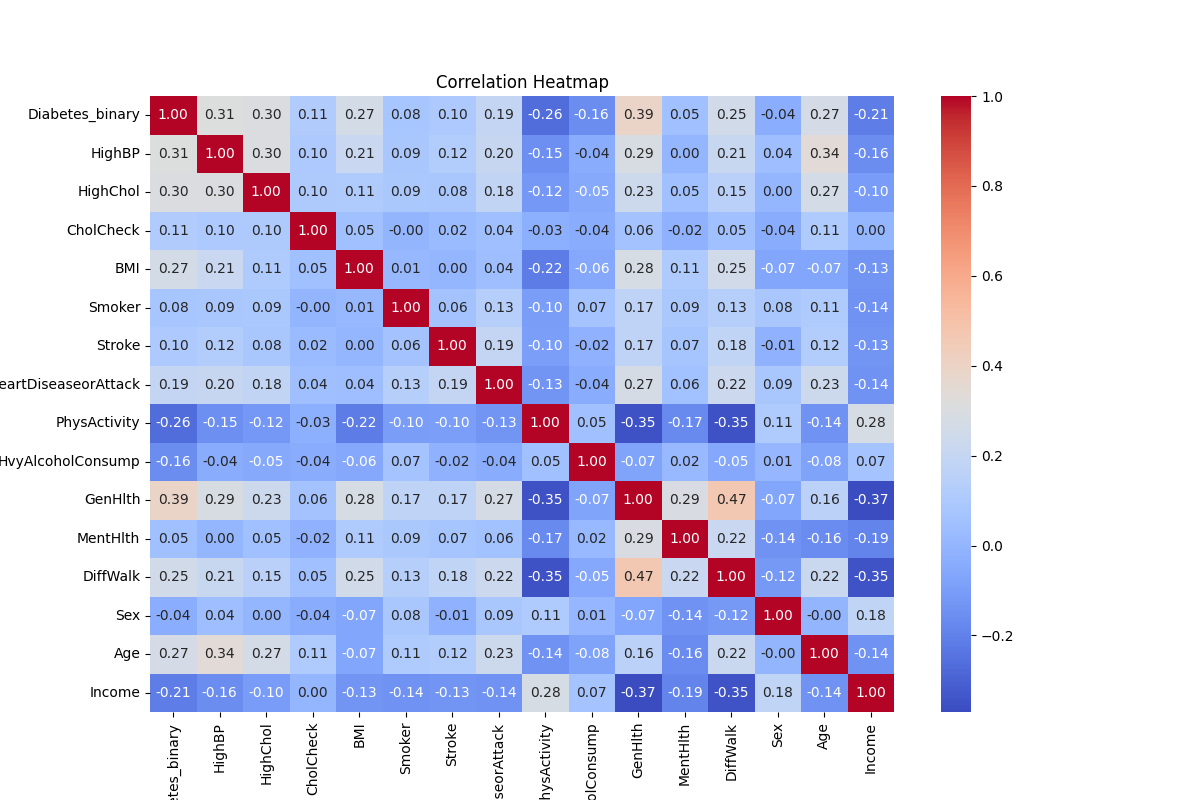 Correlation Heatmap
Diabetes_binary 1.00 0.31 0.30 0.11 0.27 0.08 0.10 0.19 -0.26 -0.16 0.39 0.05 0.25 -0.04 0.27 -0.21
HighBP 0.31 1.00 0.30 0.10 0.21 0.09 0.12 0.20 -0.15 -0.04 0.29 0.00 0.21 0.04 0.34 -0.16
HighChol 0.30 0.30 1.00 0.10 0.11 0.09 0.08 0.18 -0.12 -0.05 0.23 0.05 0.15 0.00 0.27 -0.10
CholCheck 0.11 0.10 0.10 1.00 0.05 -0.00 0.02 0.04 -0.03 -0.04 0.06 -0.02 0.05 -0.04 0.11 0.00
BMI 0.27 0.21 0.11 0.05 1.00 0.01 0.00 0.04 -0.22 -0.06 0.28 0.11 0.25 -0.07 -0.07 -0.13
Smoker 0.08 0.09 0.09 -0.00 0.01 1.00 0.06 0.13 -0.10 0.07 0.17 0.09 0.13 0.08 0.11 -0.14
Stroke 0.10 0.12 0.08 0.02 0.00 0.06 1.00 0.19 -0.10 -0.02 0.17 0.07 0.18 -0.01 0.12 -0.13
eartDiseaseorAttack 0.19 0.20 0.18 0.04 0.04 0.13 0.19 1.00 -0.13 -0.04 0.27 0.06 0.22 0.09 0.23 -0.14
PhysActivity -0.26 -0.15 -0.12 -0.03 -0.22 -0.10 -0.10 -0.13 1.00 0.05 -0.35 -0.17 -0.35 0.11 -0.14 0.28
HvyAlcoholConsump -0.16 -0.04 -0.05 -0.04 -0.06 0.07 -0.02 -0.04 0.05 1.00 -0.07 0.02 -0.05 0.01 -0.08 0.07
GenHlth 0.39 0.29 0.23 0.06 0.28 0.17 0.17 0.27 -0.35 -0.07 1.00 0.29 0.47 -0.07 0.16 -0.37
MentHlth 0.05 0.00 0.05 -0.02 0.11 0.09 0.07 0.06 -0.17 0.02 0.29 1.00 0.22 -0.14 -0.16 -0.19
DiffWalk 0.25 0.21 0.15 0.05 0.25 0.13 0.18 0.22 -0.35 -0.05 0.47 0.22 1.00 -0.12 0.22 -0.35
Sex -0.04 0.04 0.00 -0.04 -0.07 0.08 -0.01 0.09 0.11 0.01 -0.07 -0.14 -0.12 1.00 -0.00 0.18
Age 0.27 0.34 0.27 0.11 -0.07 0.11 0.12 0.23 -0.14 -0.08 0.16 -0.16 0.22 -0.00 1.00 -0.14
Income -0.21 -0.16 -0.10 0.00 -0.13 -0.14 -0.13 -0.14 0.28 0.07 -0.37 -0.19 -0.35 0.18 -0.14 1.00
etes_binary
HighBP
HighChol
CholCheck
BMI
Smoker
Stroke
seorAttack
hysActivity
olConsump
GenHlth
MentHlth
DiffWalk
Sex
Age
Income
1.0
0.8
0.6
0.4
0.2
0.0
−0.2